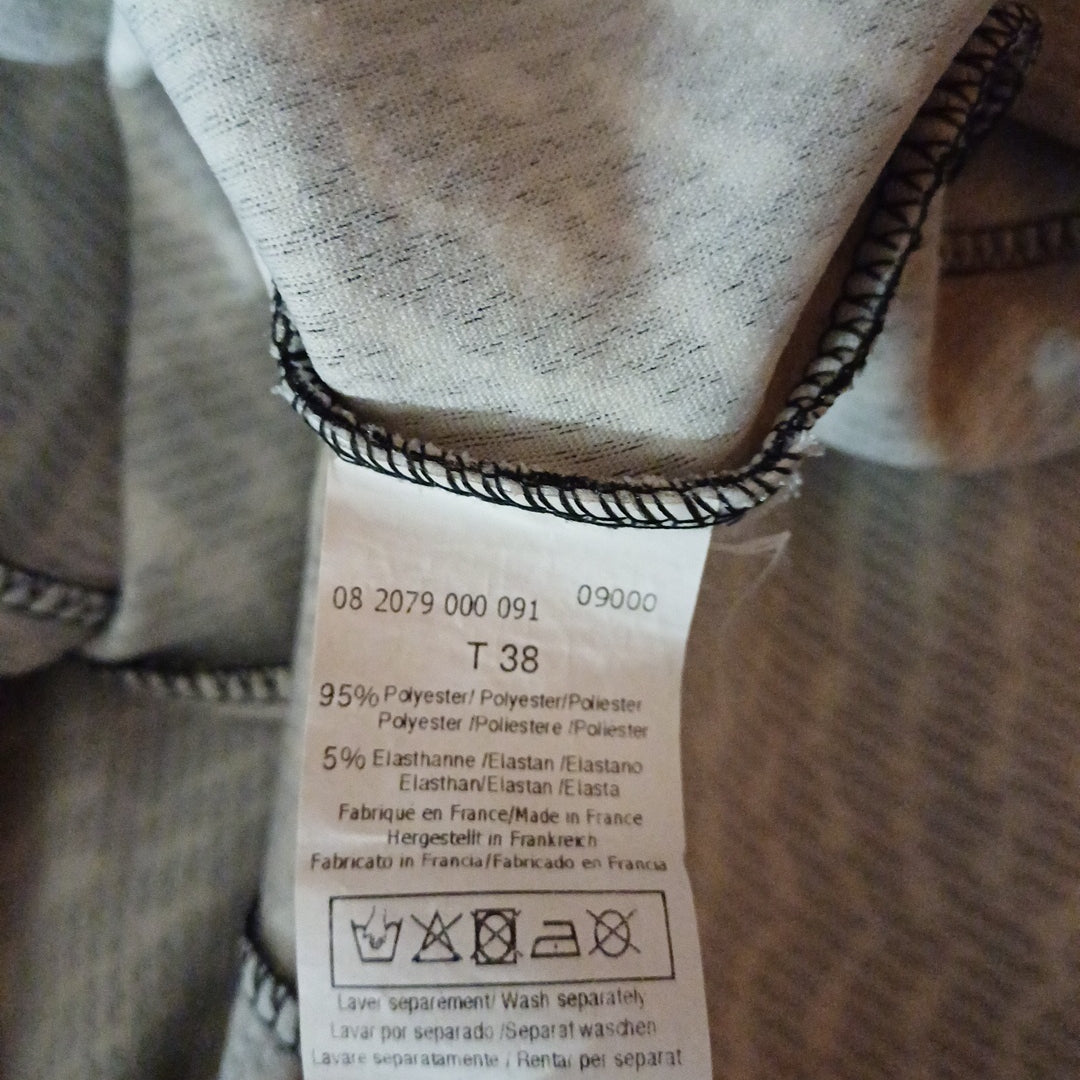 08 2079 000 091 09000
T 38
95% Polyester/ Polyester/Poliester
Polyester /Poliestere /Poliester
5% Elasthanne /Elastan /Elastano
Elasthan/Elastan /Elasta
Fabriqué en France/Made in France
Hergestellt in Frankreich
Fabricato in Francia/Fabricado en Francia
Laver separement/ Wash separately
Lavar por separado /Separat waschen
Lavare separatamente / Rentar per separat